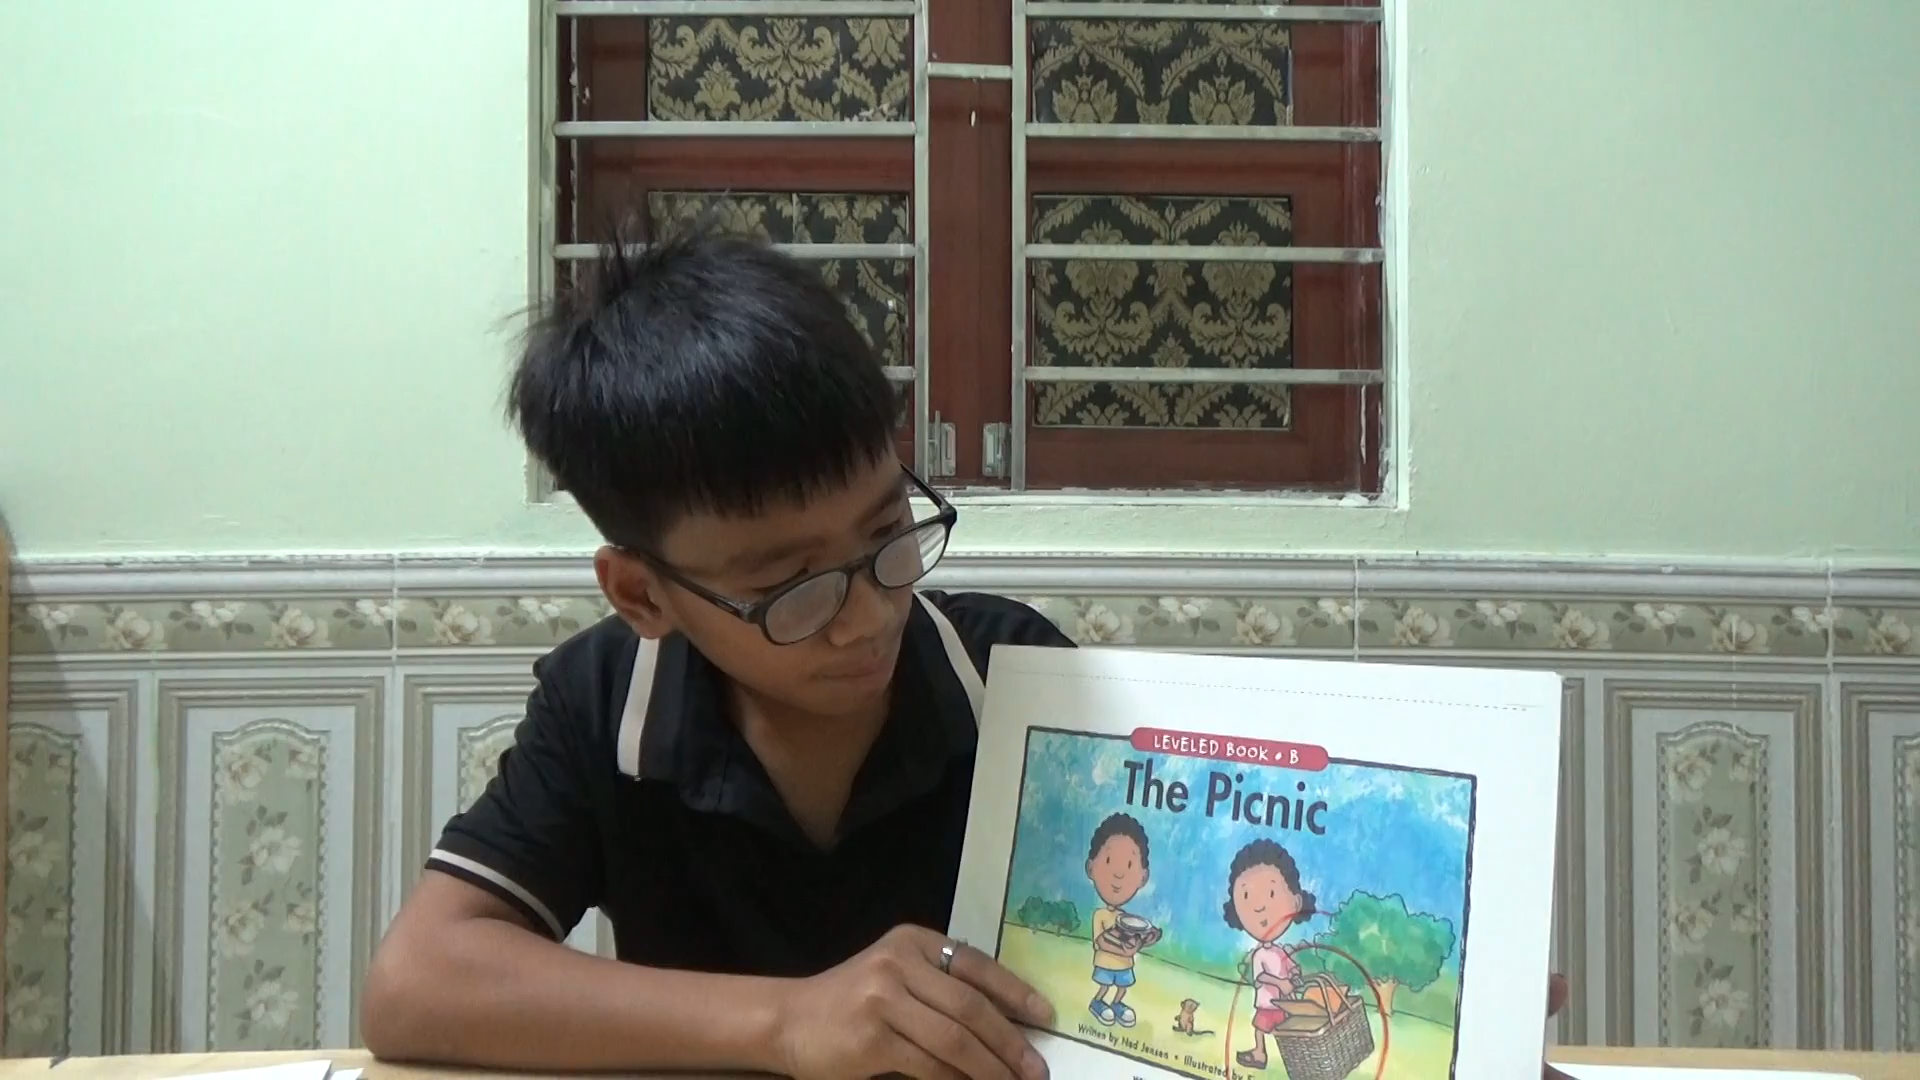 LEVELED BOOK • B
The Picnic
Written by Ned Jensen • Illustrated by